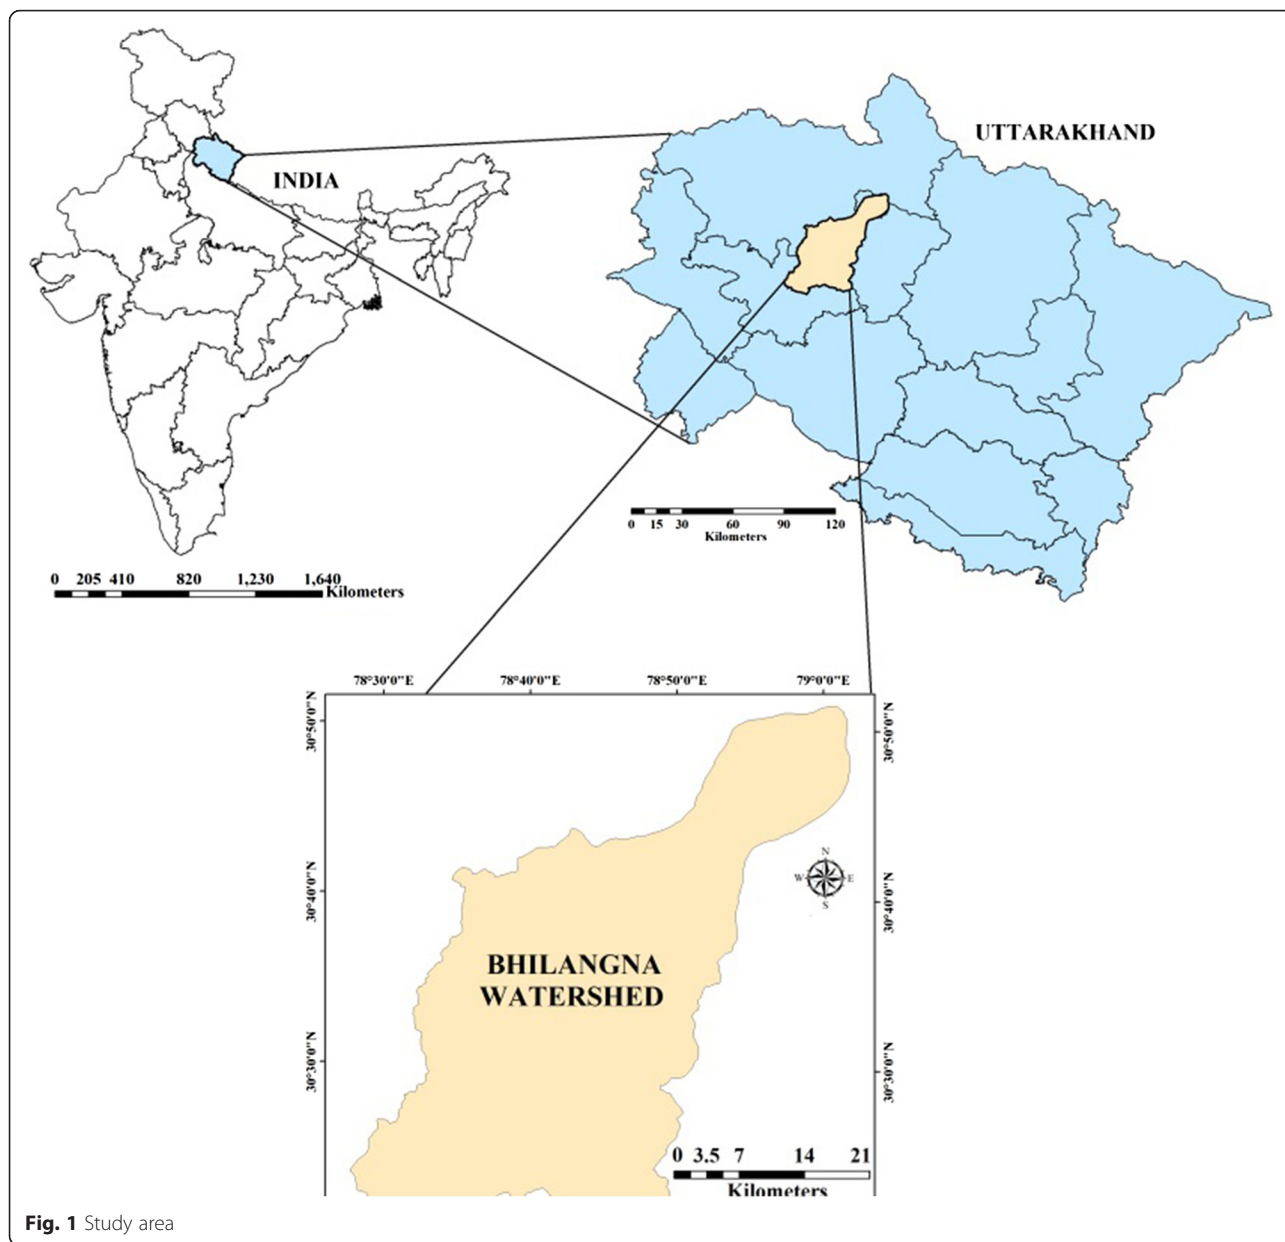 INDIA
UTTARAKHAND
0 205 410 820 1,230 1,640
Kilometers
0 15 30 60 90 120
Kilometers
78°30'0"E 78°40'0"E 78°50'0"E 79°0'0"E
30°50'0"N
30°50'0"N
30°40'0"N
30°40'0"N
30°30'0"N
30°30'0"N
N
W E
S
BHILANGNA
WATERSHED
0 3.5 7 14 21
Kilometers
Fig. 1 Study area